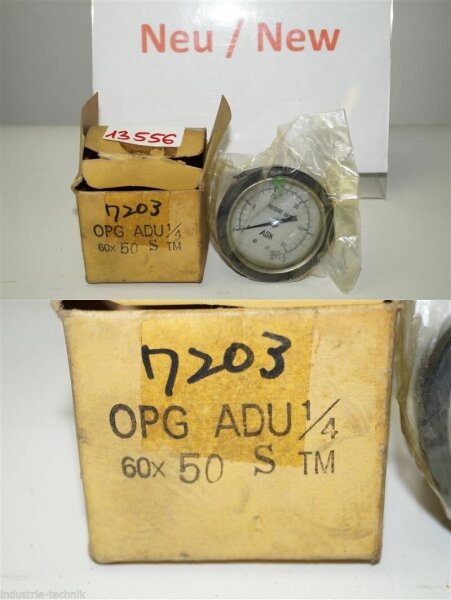 Neu / New
13556
7203
OPG ADU 1/4
60x 50 S TM
ASK
7203
OPG ADU 1/4
60x 50 S TM
industrie-technik